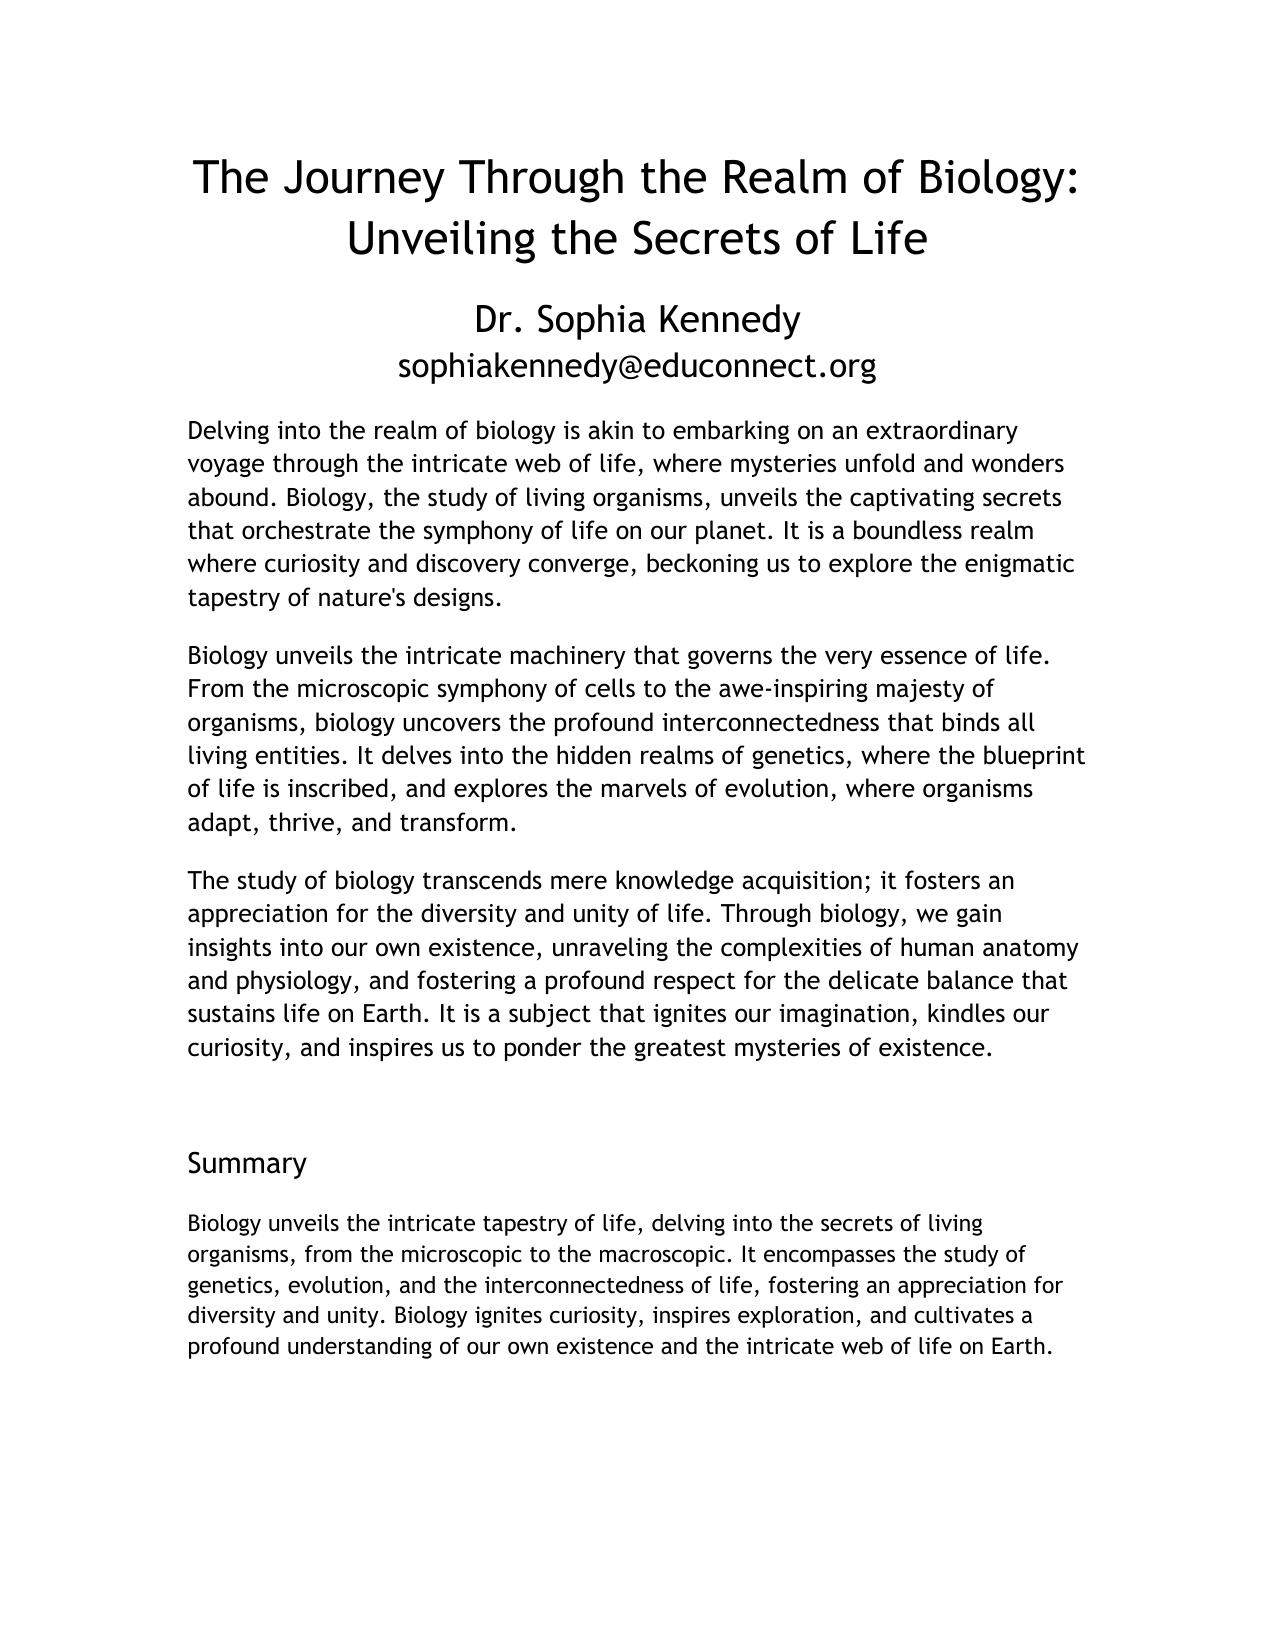 The Journey Through the Realm of Biology:
Unveiling the Secrets of Life
Dr. Sophia Kennedy
sophiakennedy@educonnect.org
Delving into the realm of biology is akin to embarking on an extraordinary
voyage through the intricate web of life, where mysteries unfold and wonders
abound. Biology, the study of living organisms, unveils the captivating secrets
that orchestrate the symphony of life on our planet. It is a boundless realm
where curiosity and discovery converge, beckoning us to explore the enigmatic
tapestry of nature's designs.
Biology unveils the intricate machinery that governs the very essence of life.
From the microscopic symphony of cells to the awe-inspiring majesty of
organisms, biology uncovers the profound interconnectedness that binds all
living entities. It delves into the hidden realms of genetics, where the blueprint
of life is inscribed, and explores the marvels of evolution, where organisms
adapt, thrive, and transform.
The study of biology transcends mere knowledge acquisition; it fosters an
appreciation for the diversity and unity of life. Through biology, we gain
insights into our own existence, unraveling the complexities of human anatomy
and physiology, and fostering a profound respect for the delicate balance that
sustains life on Earth. It is a subject that ignites our imagination, kindles our
curiosity, and inspires us to ponder the greatest mysteries of existence.
Summary
Biology unveils the intricate tapestry of life, delving into the secrets of living
organisms, from the microscopic to the macroscopic. It encompasses the study of
genetics, evolution, and the interconnectedness of life, fostering an appreciation for
diversity and unity. Biology ignites curiosity, inspires exploration, and cultivates a
profound understanding of our own existence and the intricate web of life on Earth.